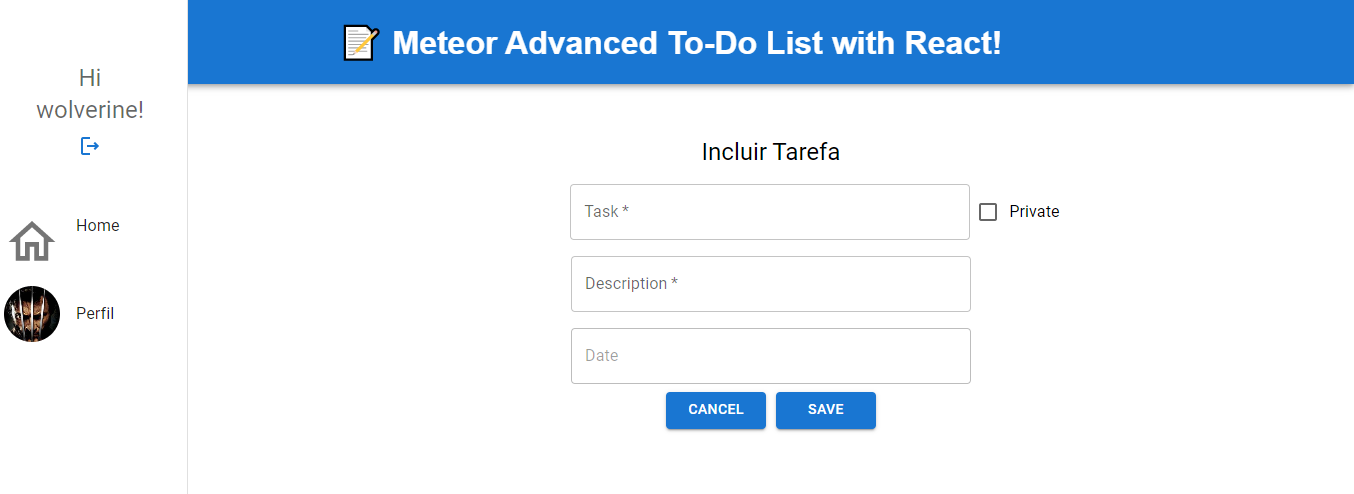 📝 Meteor Advanced To-Do List with React!
Hi
wolverine!
Home
Perfil
Incluir Tarefa
Task *
Private
Description *
Date
CANCEL
SAVE